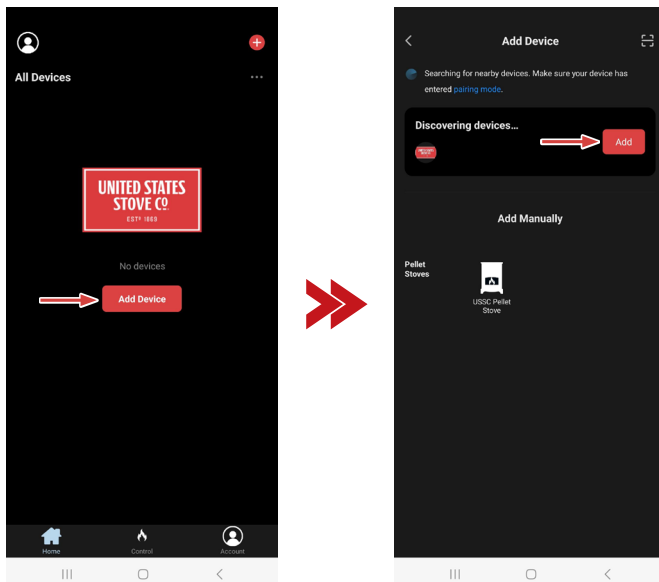 All Devices
UNITED STATES
STOVE CO.
ESTD 1869
No devices
Add Device
Home
Control
Account
Add Device
Searching for nearby devices. Make sure your device has
entered pairing mode.
Discovering devices...
Add
Add Manually
Pellet
Stoves
USSC Pellet
Stove